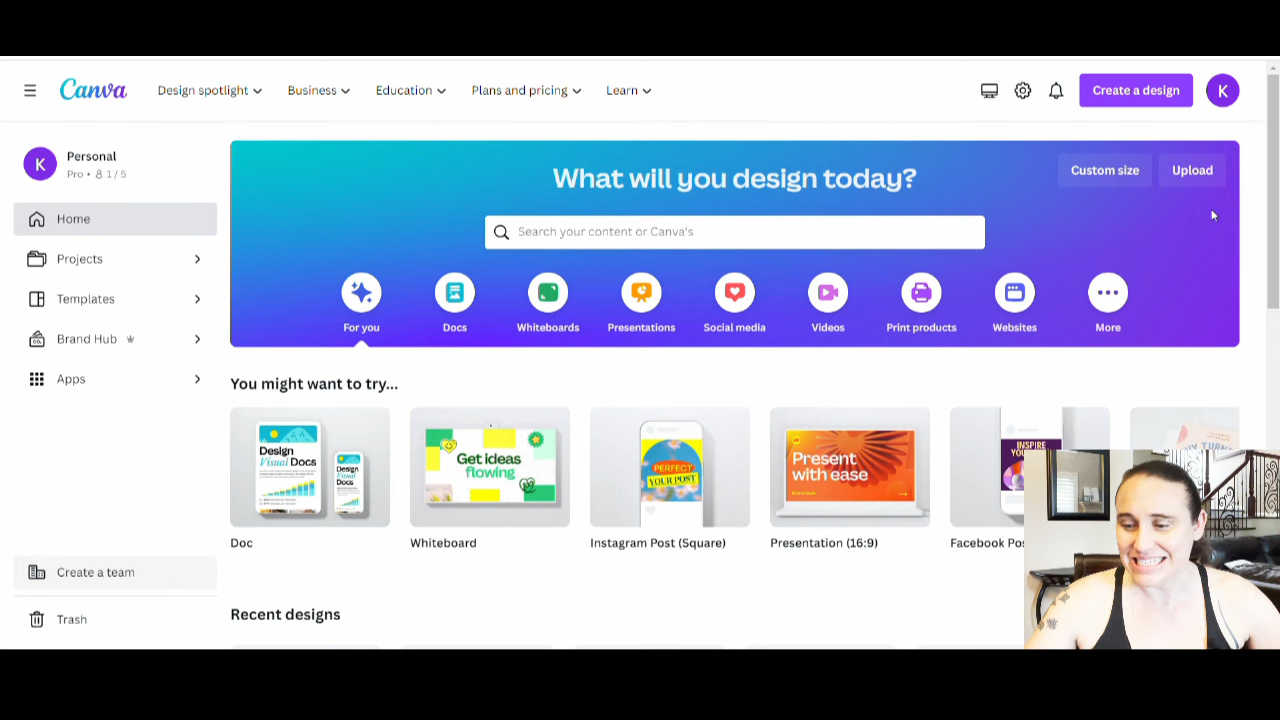 Canva
Design spotlight
Business
Education
Plans and pricing
Learn
Create a design
K
K
Personal
Pro • 1 / 5
Home
Projects
Templates
Brand Hub
Apps
Create a team
Trash
What will you design today?
Custom size
Upload
Search your content or Canva's
For you
Docs
Whiteboards
Presentations
Social media
Videos
Print products
Websites
More
You might want to try...
Design
Visual Docs
Design
Visual Docs
Get ideas
flowing
PERFECT
YOUR POST
Present
with ease
INSPIRE
Doc
Whiteboard
Instagram Post (Square)
Presentation (16:9)
Facebook
Recent designs